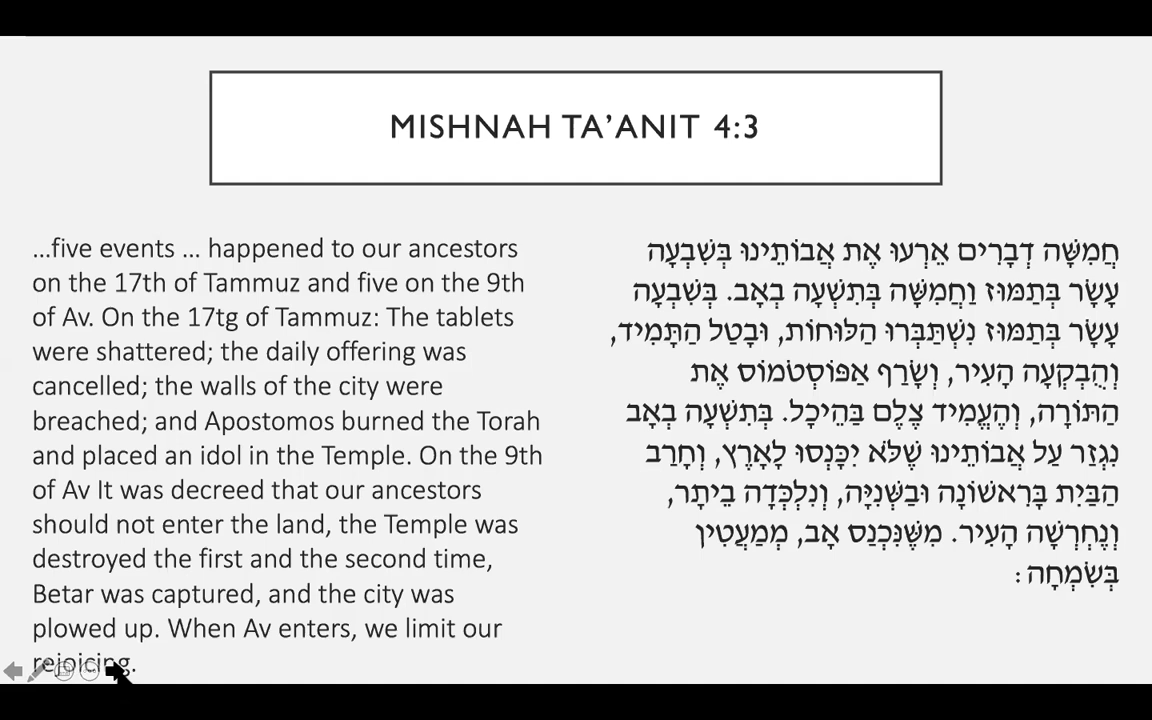 MISHNAH TA’ANIT 4:3
…five events … happened to our ancestors
on the 17th of Tammuz and five on the 9th
of Av. On the 17tg of Tammuz: The tablets
were shattered; the daily offering was
cancelled; the walls of the city were
breached; and Apostomos burned the Torah
and placed an idol in the Temple. On the 9th
of Av It was decreed that our ancestors
should not enter the land, the Temple was
destroyed the first and the second time,
Betar was captured, and the city was
plowed up. When Av enters, we limit our
rejoicing.
חֲמִשָּׁה דְבָרִים אֵרְעוּ אֶת אֲבוֹתֵינוּ בְּשִׁבְעָה
עָשָׂר בְּתַמּוּז וַחֲמִשָּׁה בְּתִשְׁעָה בְאָב. בְּשִׁבְעָה
עָשָׂר בְּתַמּוּז נִשְׁתַּבְּרוּ הַלּוּחוֹת, וּבָטַל הַתָּמִיד,
וְהֻבְקְעָה הָעִיר, וְשָׂרַף אַפּוֹסְטֹמוֹס אֶת
הַתּוֹרָה, וְהֶעֱמִיד צֶלֶם בַּהֵיכָל. בְּתִשְׁעָה בְאָב
נִגְזַר עַל אֲבוֹתֵינוּ שֶׁלֹּא יִכָּנְסוּ לָאָרֶץ, וְחָרַב
הַבַּיִת בָּרִאשׁוֹנָה וּבַשְּׁנִיָּה, וְנִלְכְּדָה בֵיתָר,
וְנֶחְרְשָׁה הָעִיר. מִשֶּׁנִּכְנַס אָב, מְמַעֲטִין
בְּשִׂמְחָה: